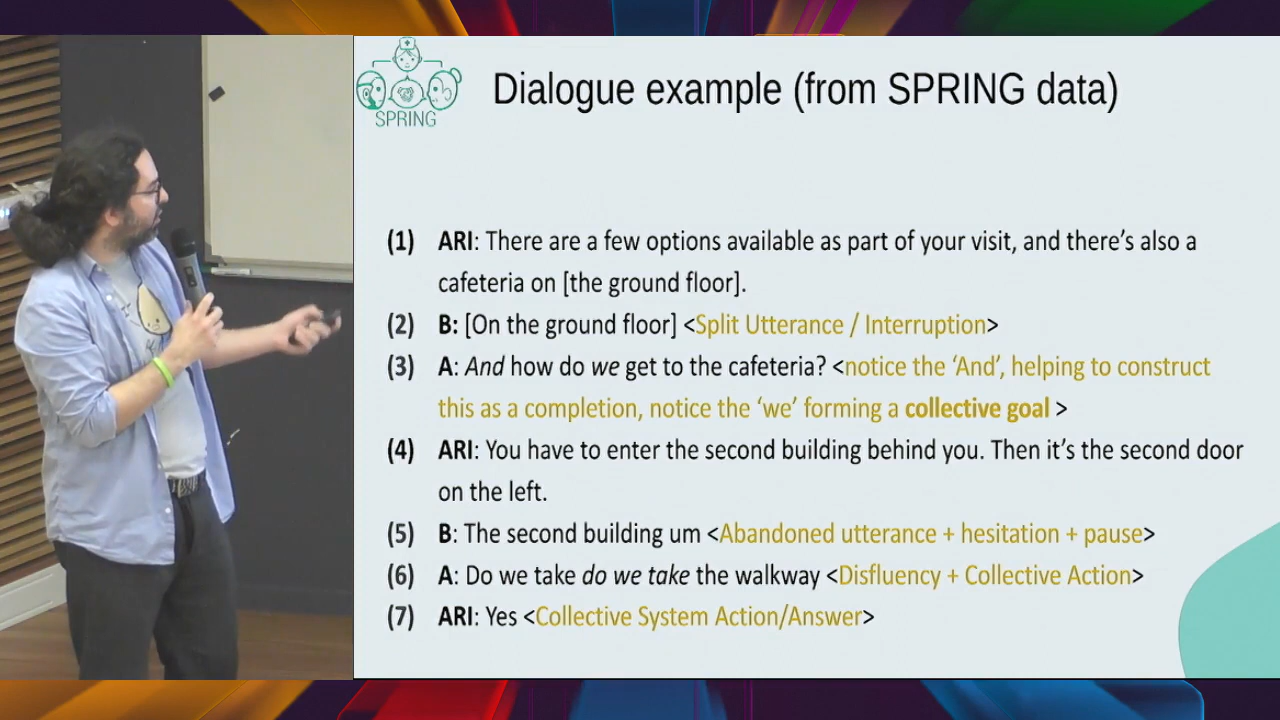 SPRING
Dialogue example (from SPRING data)
(1) ARI: There are a few options available as part of your visit, and there's also a
cafeteria on [the ground floor].
(2) B: [On the ground floor] <Split Utterance / Interruption>
(3) A: And how do we get to the cafeteria? <notice the ‘And’, helping to construct
this as a completion, notice the ‘we’ forming a collective goal >
(4) ARI: You have to enter the second building behind you. Then it's the second door
on the left.
(5) B: The second building um <Abandoned utterance + hesitation + pause>
(6) A: Do we take do we take the walkway <Disfluency + Collective Action>
(7) ARI: Yes <Collective System Action/Answer>